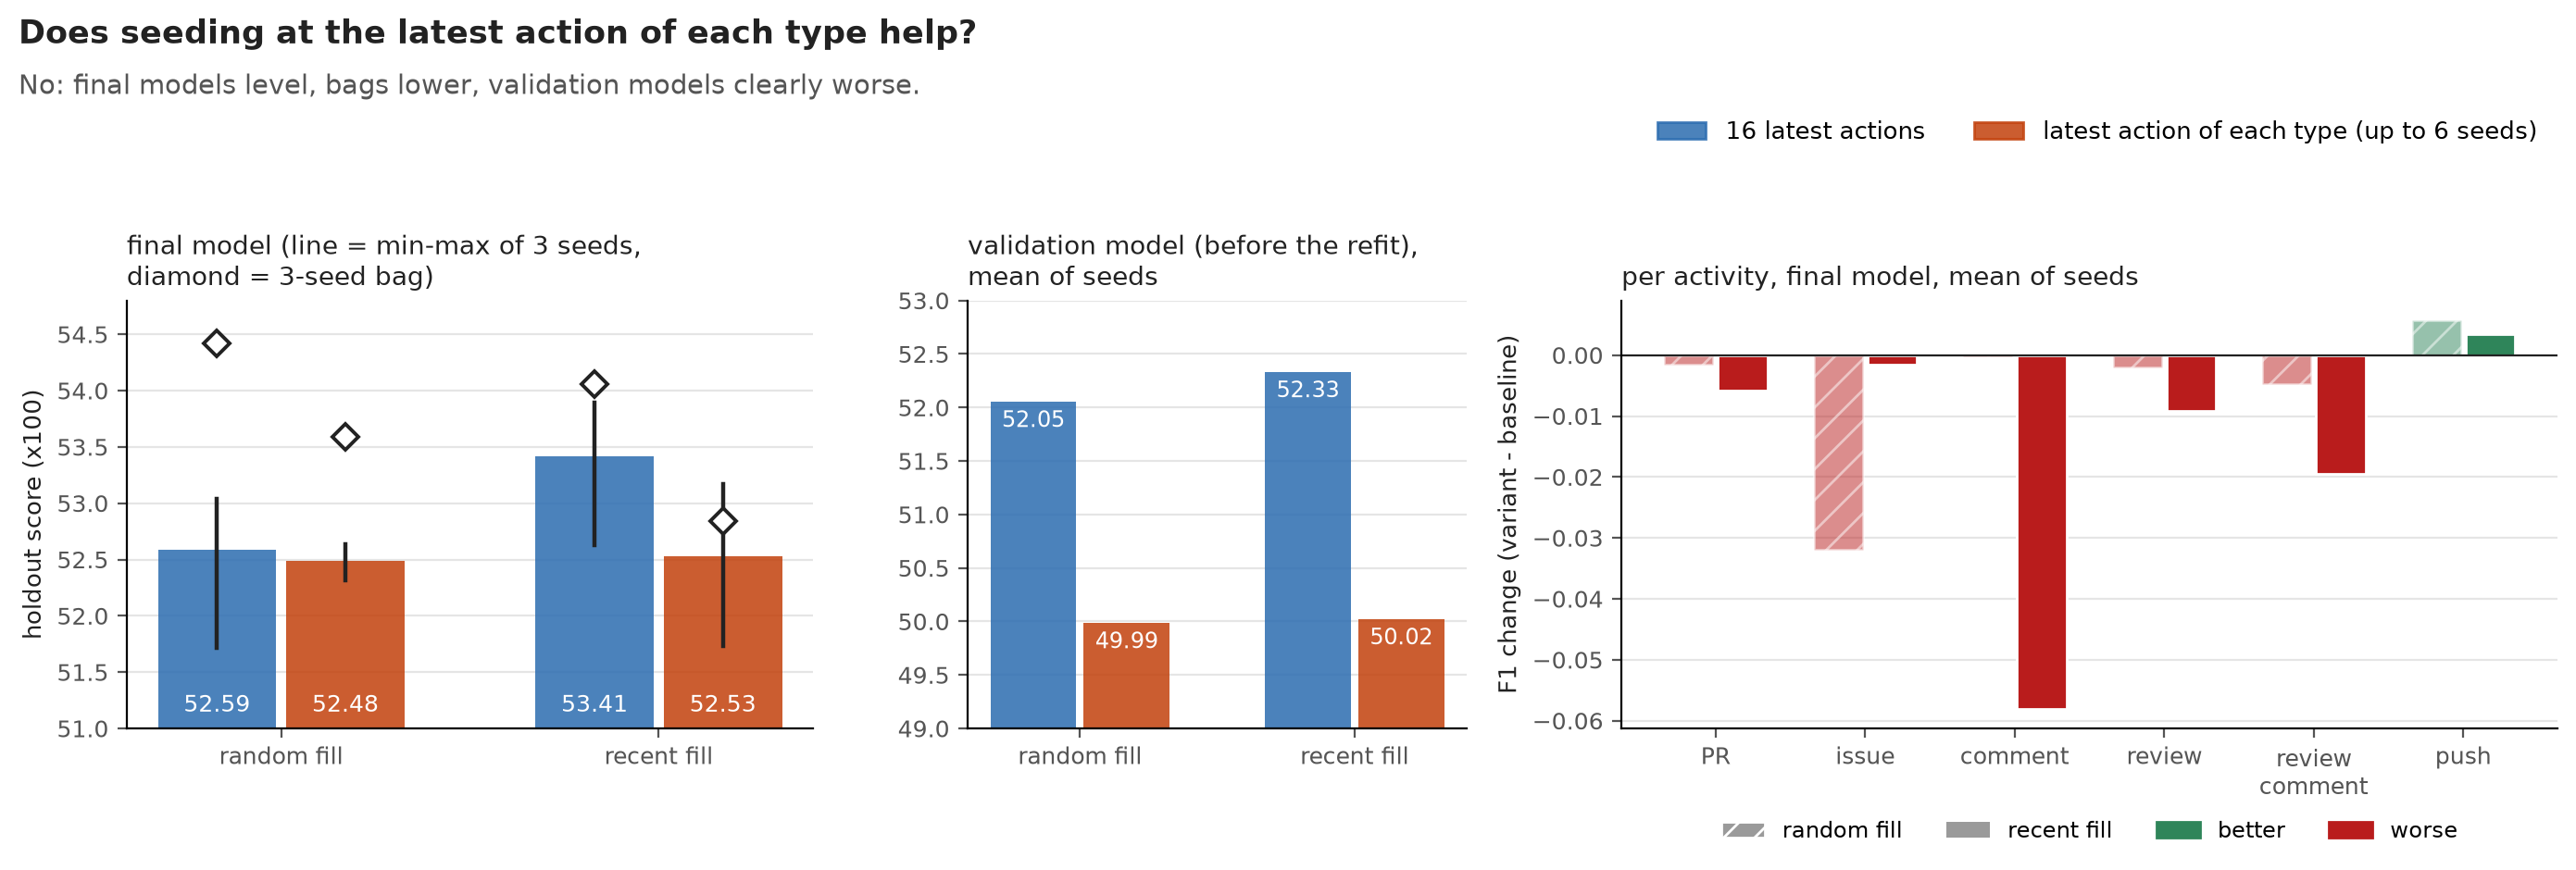 Does seeding at the latest action of each type help?
No: final models level, bags lower, validation models clearly worse.
16 latest actions
latest action of each type (up to 6 seeds)
final model (line = min-max of 3 seeds,
diamond = 3-seed bag)
holdout score (x100)
54.5
54.0
53.5
53.0
52.5
52.0
51.5
51.0
52.59
52.48
53.41
52.53
random fill
recent fill
validation model (before the refit),
mean of seeds
53.0
52.5
52.0
51.5
51.0
50.5
50.0
49.5
49.0
52.05
49.99
52.33
50.02
random fill
recent fill
per activity, final model, mean of seeds
F1 change (variant - baseline)
0.00
−0.01
−0.02
−0.03
−0.04
−0.05
−0.06
PR
issue
comment
review
review
comment
push
random fill
recent fill
better
worse